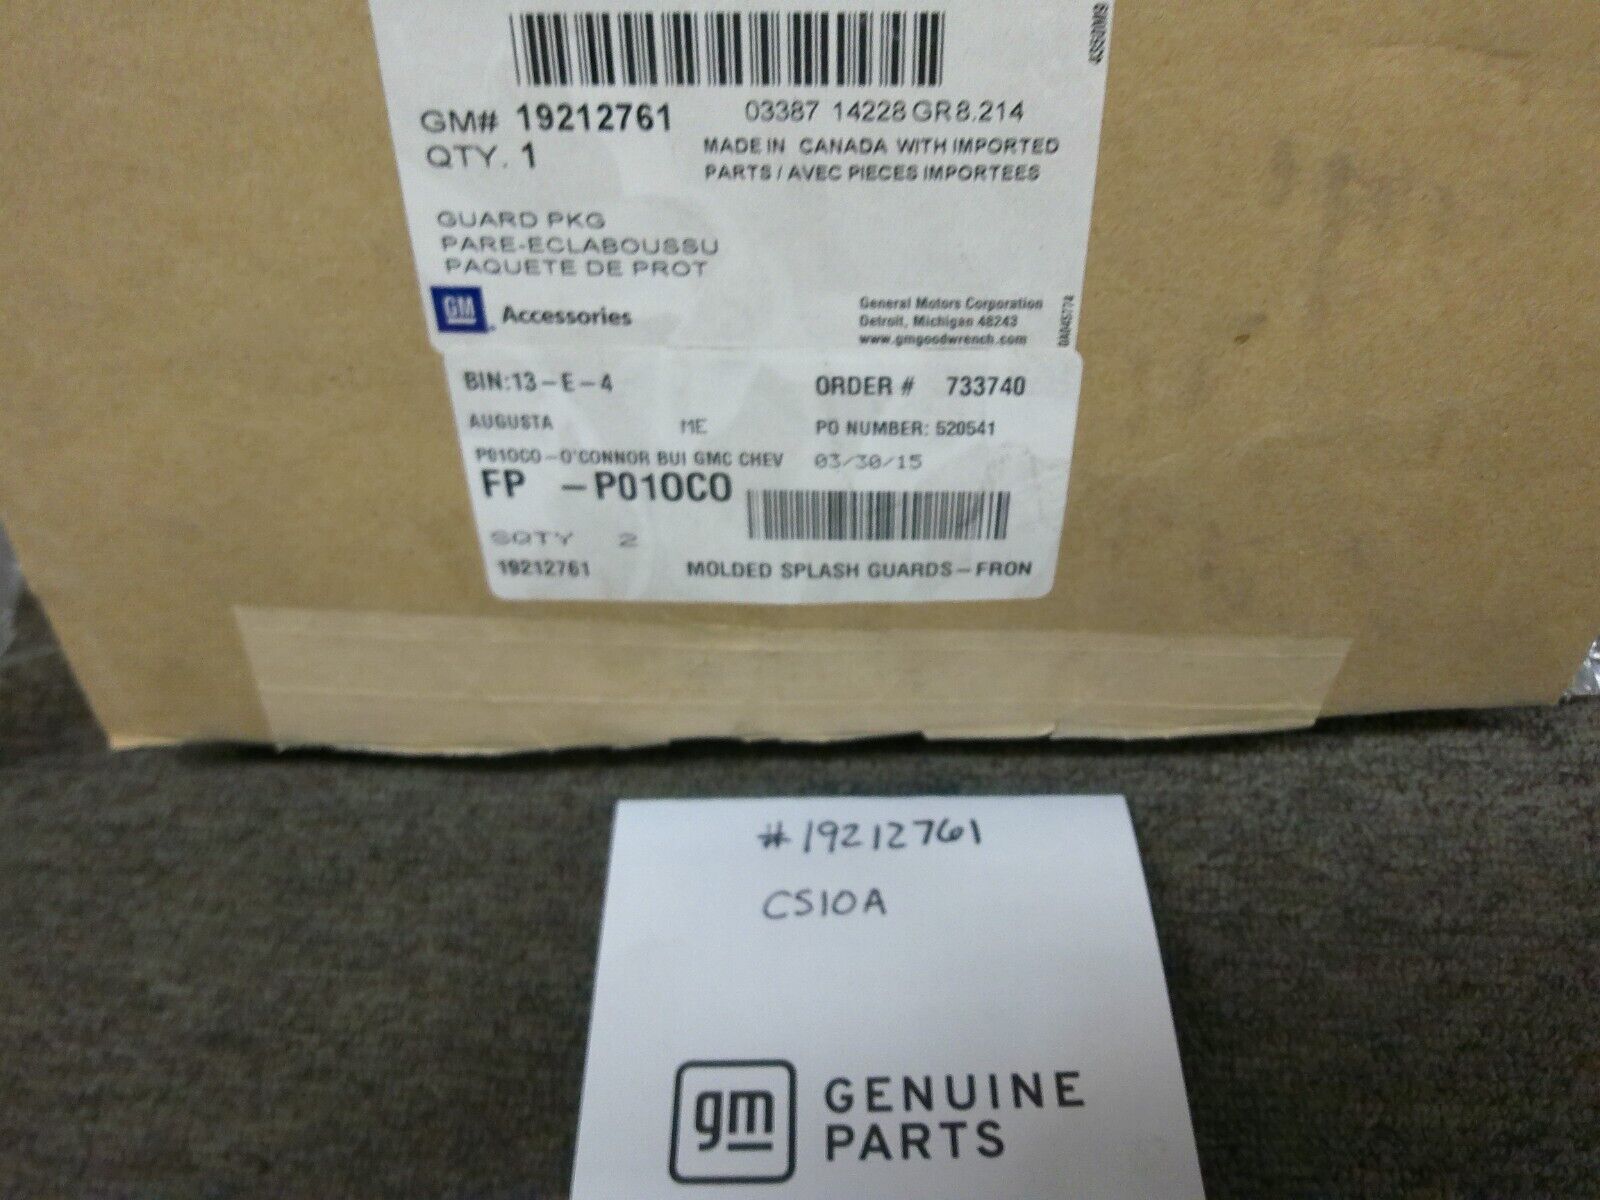 GM# 19212761
03387 14228 GR8.214
QTY. 1
MADE IN CANADA WITH IMPORTED
PARTS / AVEC PIECES IMPORTEES
GUARD PKG
PARE-ECLABOUSSU
PAQUETE DE PROT
GM Accessories
General Motors Corporation
Detroit, Michigan 48243
www.gmgoodwrench.com
BIN:13-E-4
ORDER # 733740
AUGUSTA ME
PO NUMBER: 520541
P010CO-O'CONNOR BUI GMC CHEV 03/30/15
FP -P010CO
SQTY 2
19212761 MOLDED SPLASH GUARDS-FRON
#19212761
CS10A
gm GENUINE
PARTS